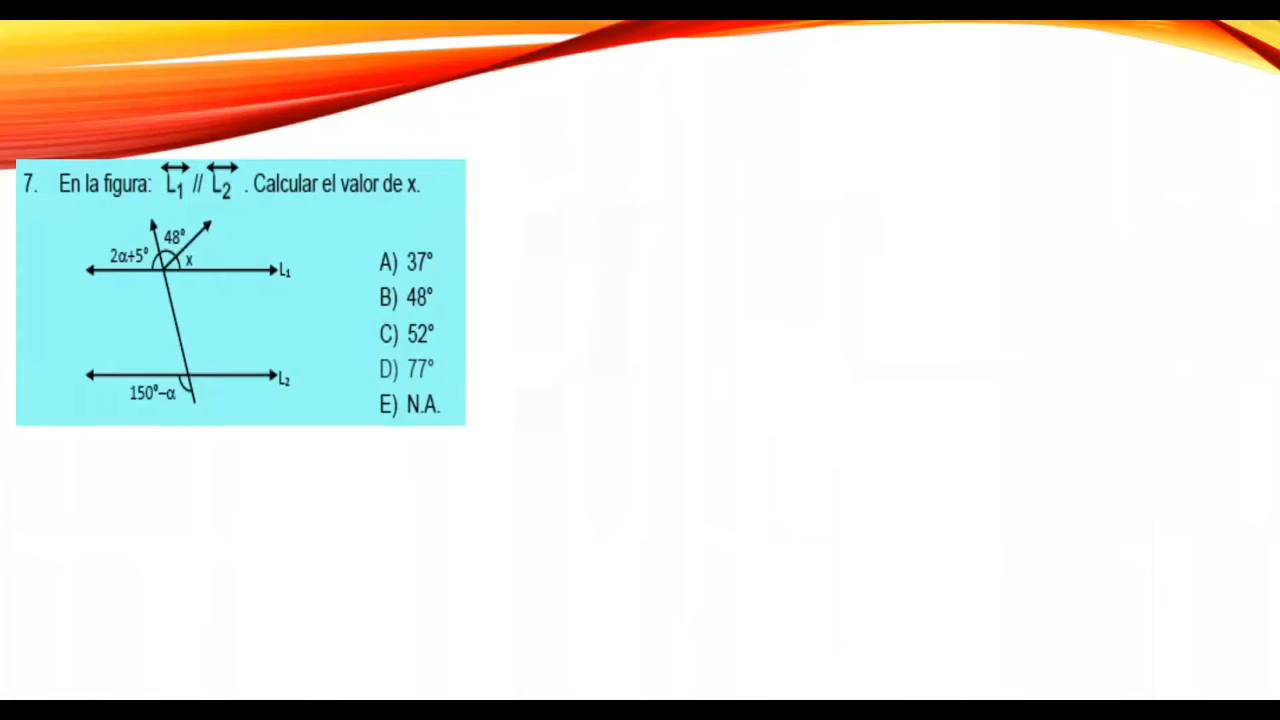 7. En la figura: L₁ // L₂ . Calcular el valor de x.
48°
2α+5°
x
L₁
A) 37°
B) 48°
C) 52°
D) 77°
E) N.A.
L₂
150°−α